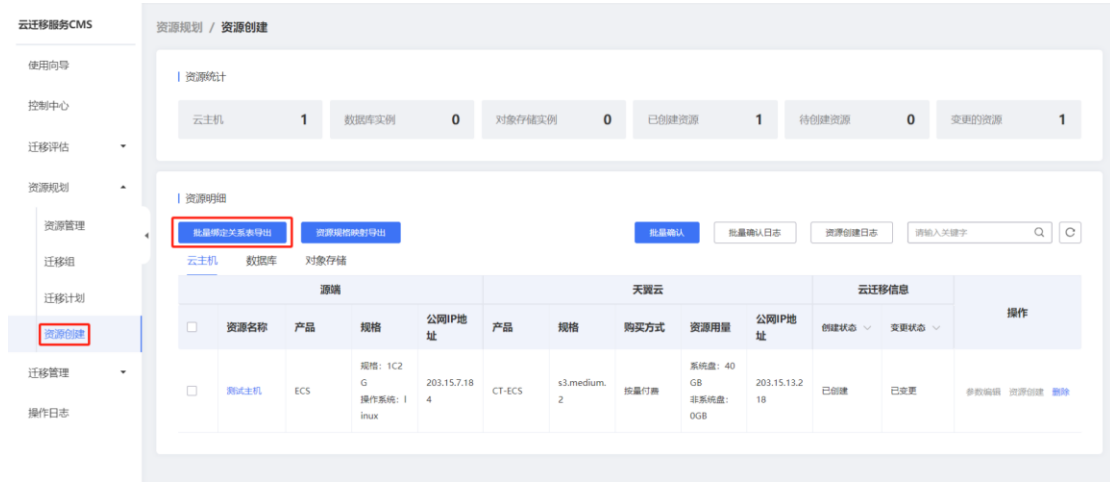 云迁移服务CMS
使用向导
控制中心
迁移评估
资源规划
资源管理
迁移组
迁移计划
资源创建
迁移管理
操作日志
资源规划 / 资源创建
资源统计
云主机 1 数据库实例 0 对象存储实例 0 已创建资源 1 待创建资源 0 变更的资源 1
资源明细
批量绑定关系表导出 资源规格映射导出 批量确认 批量确认日志 资源创建日志 请输入关键字
云主机 数据库 对象存储
源端 天翼云 云迁移信息 操作
资源名称 产品 规格 公网IP地
址 产品 规格 购买方式 资源用量 公网IP地
址 创建状态 变更状态
测试主机 ECS 规格：1C2
G
操作系统：l
inux 203.15.7.18
4 CT-ECS s3.medium.
2 按量付费 系统盘：40
GB
非系统盘：
0GB 203.15.13.2
18 已创建 已变更 参数编辑 资源创建 删除